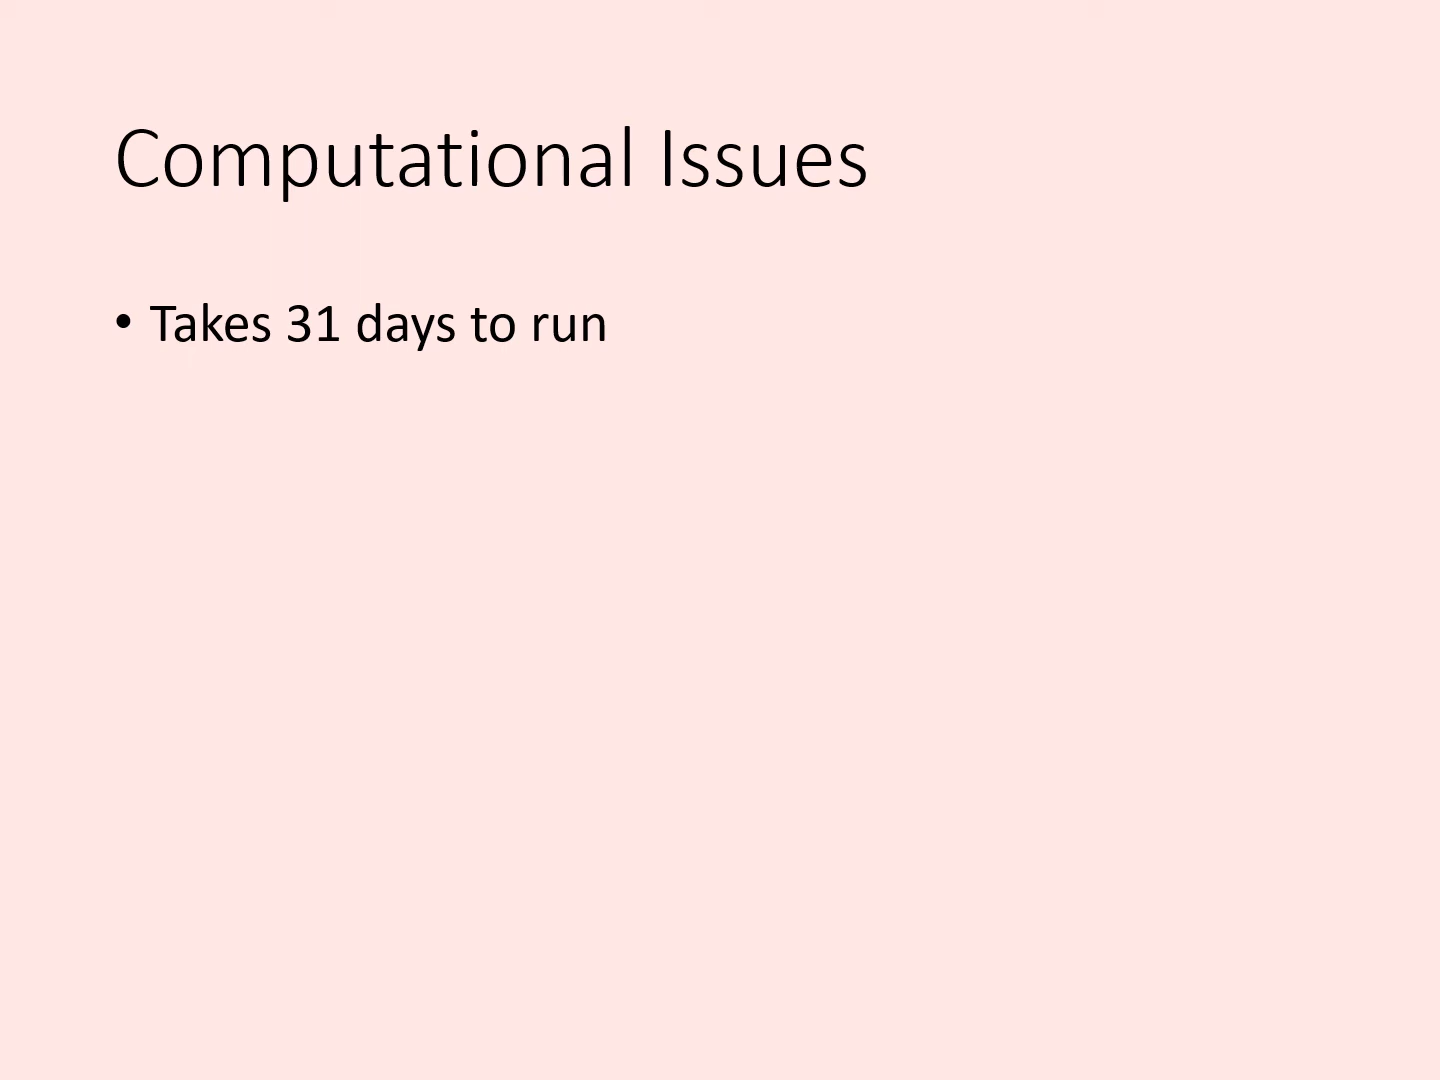 Computational Issues
• Takes 31 days to run